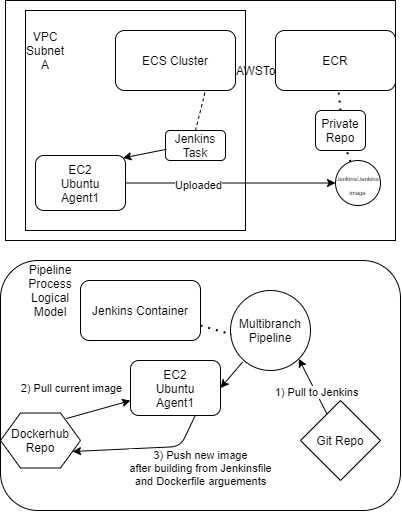 VPC
Subnet
A
ECS Cluster
AWSTo
ECR
Jenkins
Task
Private
Repo
EC2
Ubuntu
Agent1
Uploaded
Jenkins/Jenkins
image
Pipeline
Process
Logical
Model
Jenkins Container
Multibranch
Pipeline
EC2
Ubuntu
Agent1
2) Pull current image
1) Pull to Jenkins
Dockerhub
Repo
Git Repo
3) Push new image
after building from Jenkinsfile
and Dockerfile arguements